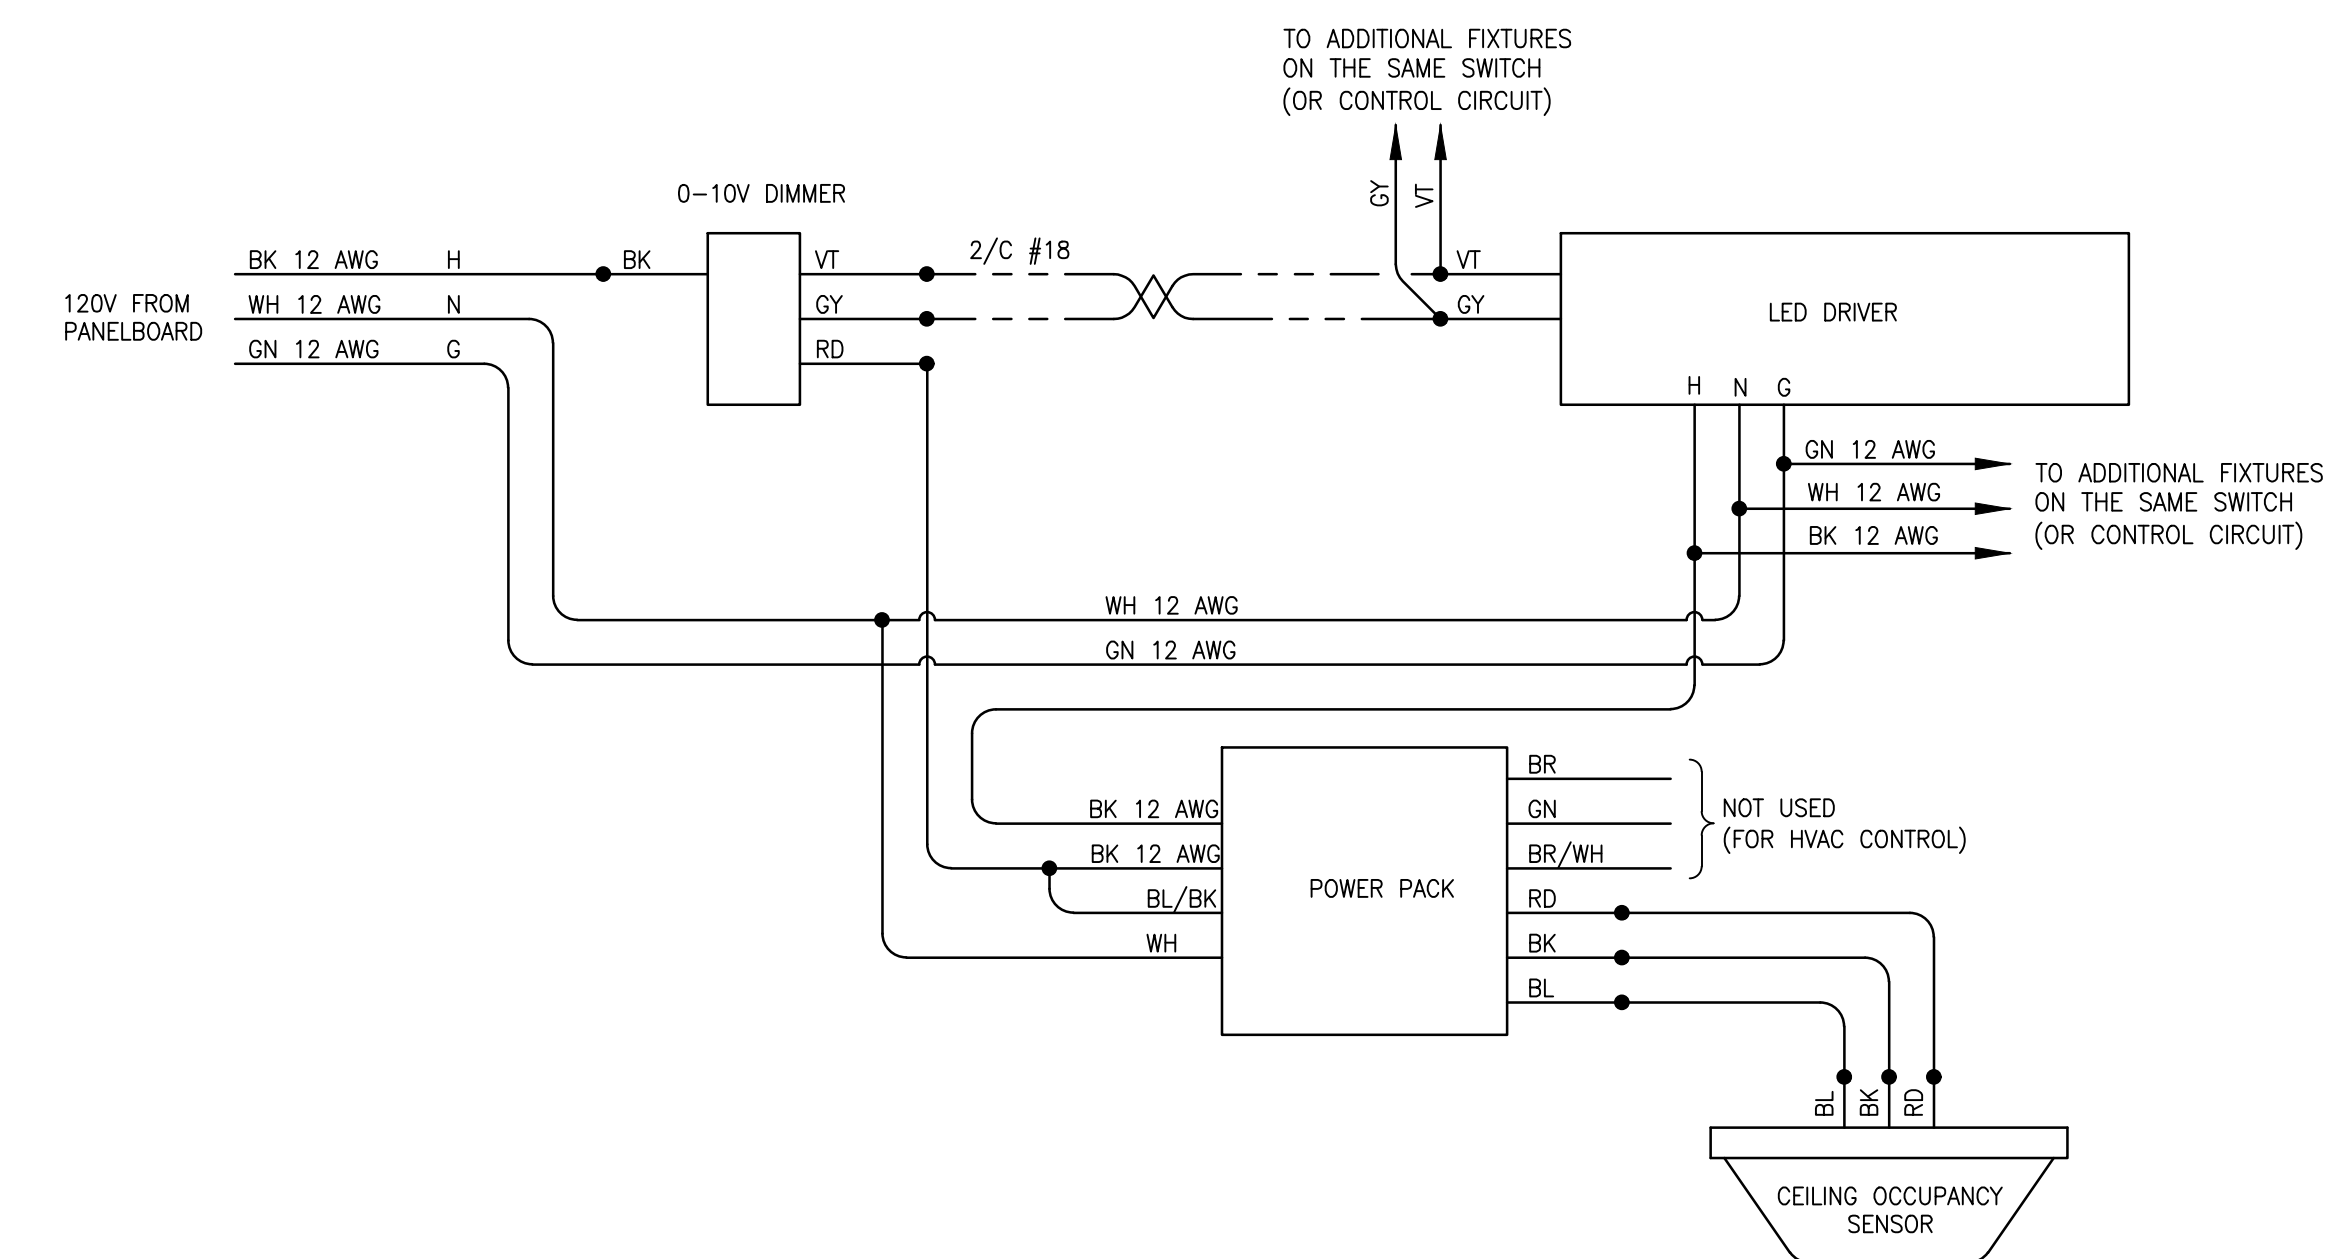 TO ADDITIONAL FIXTURES
ON THE SAME SWITCH
(OR CONTROL CIRCUIT)
GY
VT
0-10V DIMMER
120V FROM
PANELBOARD
BK 12 AWG H
WH 12 AWG N
GN 12 AWG G
BK
VT
GY
RD
2/C #18
VT
GY
LED DRIVER
H N G
GN 12 AWG
WH 12 AWG
BK 12 AWG
TO ADDITIONAL FIXTURES
ON THE SAME SWITCH
(OR CONTROL CIRCUIT)
WH 12 AWG
GN 12 AWG
BK 12 AWG
BK 12 AWG
BL/BK
WH
POWER PACK
BR
GN
BR/WH
RD
BK
BL
NOT USED
(FOR HVAC CONTROL)
BL
BK
RD
CEILING OCCUPANCY
SENSOR